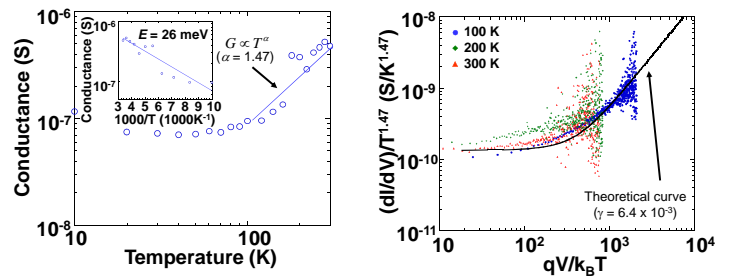 Conductance (S)
10⁻⁶
10⁻⁷
10⁻⁸
10
100
Temperature (K)
Conductance (S)
10⁻⁶
10⁻⁷
3 4 5 6 7 8 9 10
1000/T (1000K⁻¹)
E = 26 meV
G ∝ Tᵅ
(α = 1.47)
(dI/dV)/T¹·⁴⁷ (S/K¹·⁴⁷)
10⁻⁸
10⁻⁹
10⁻¹⁰
10⁻¹¹
10 10² 10³ 10⁴
qV/k_BT
100 K
200 K
300 K
Theoretical curve
(γ = 6.4 x 10⁻³)